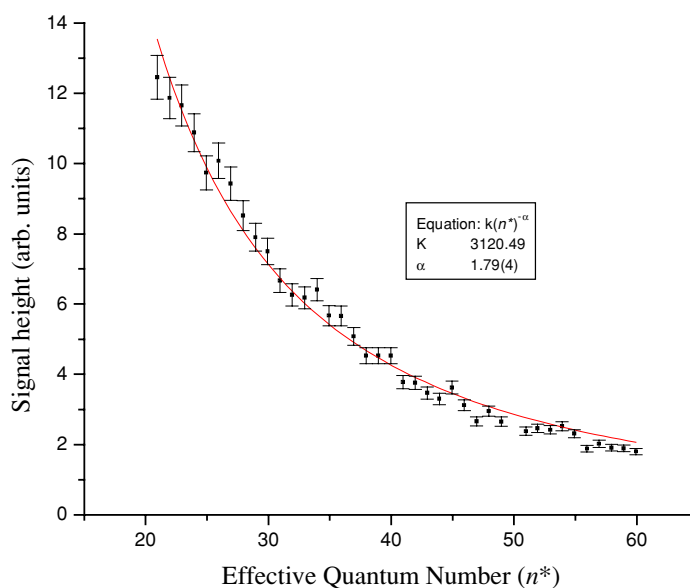 14
12
10
8
6
4
2
0
Signal height (arb. units)
Equation: k(n*)^-α
K 3120.49
α 1.79(4)
20 30 40 50 60
Effective Quantum Number (n*)